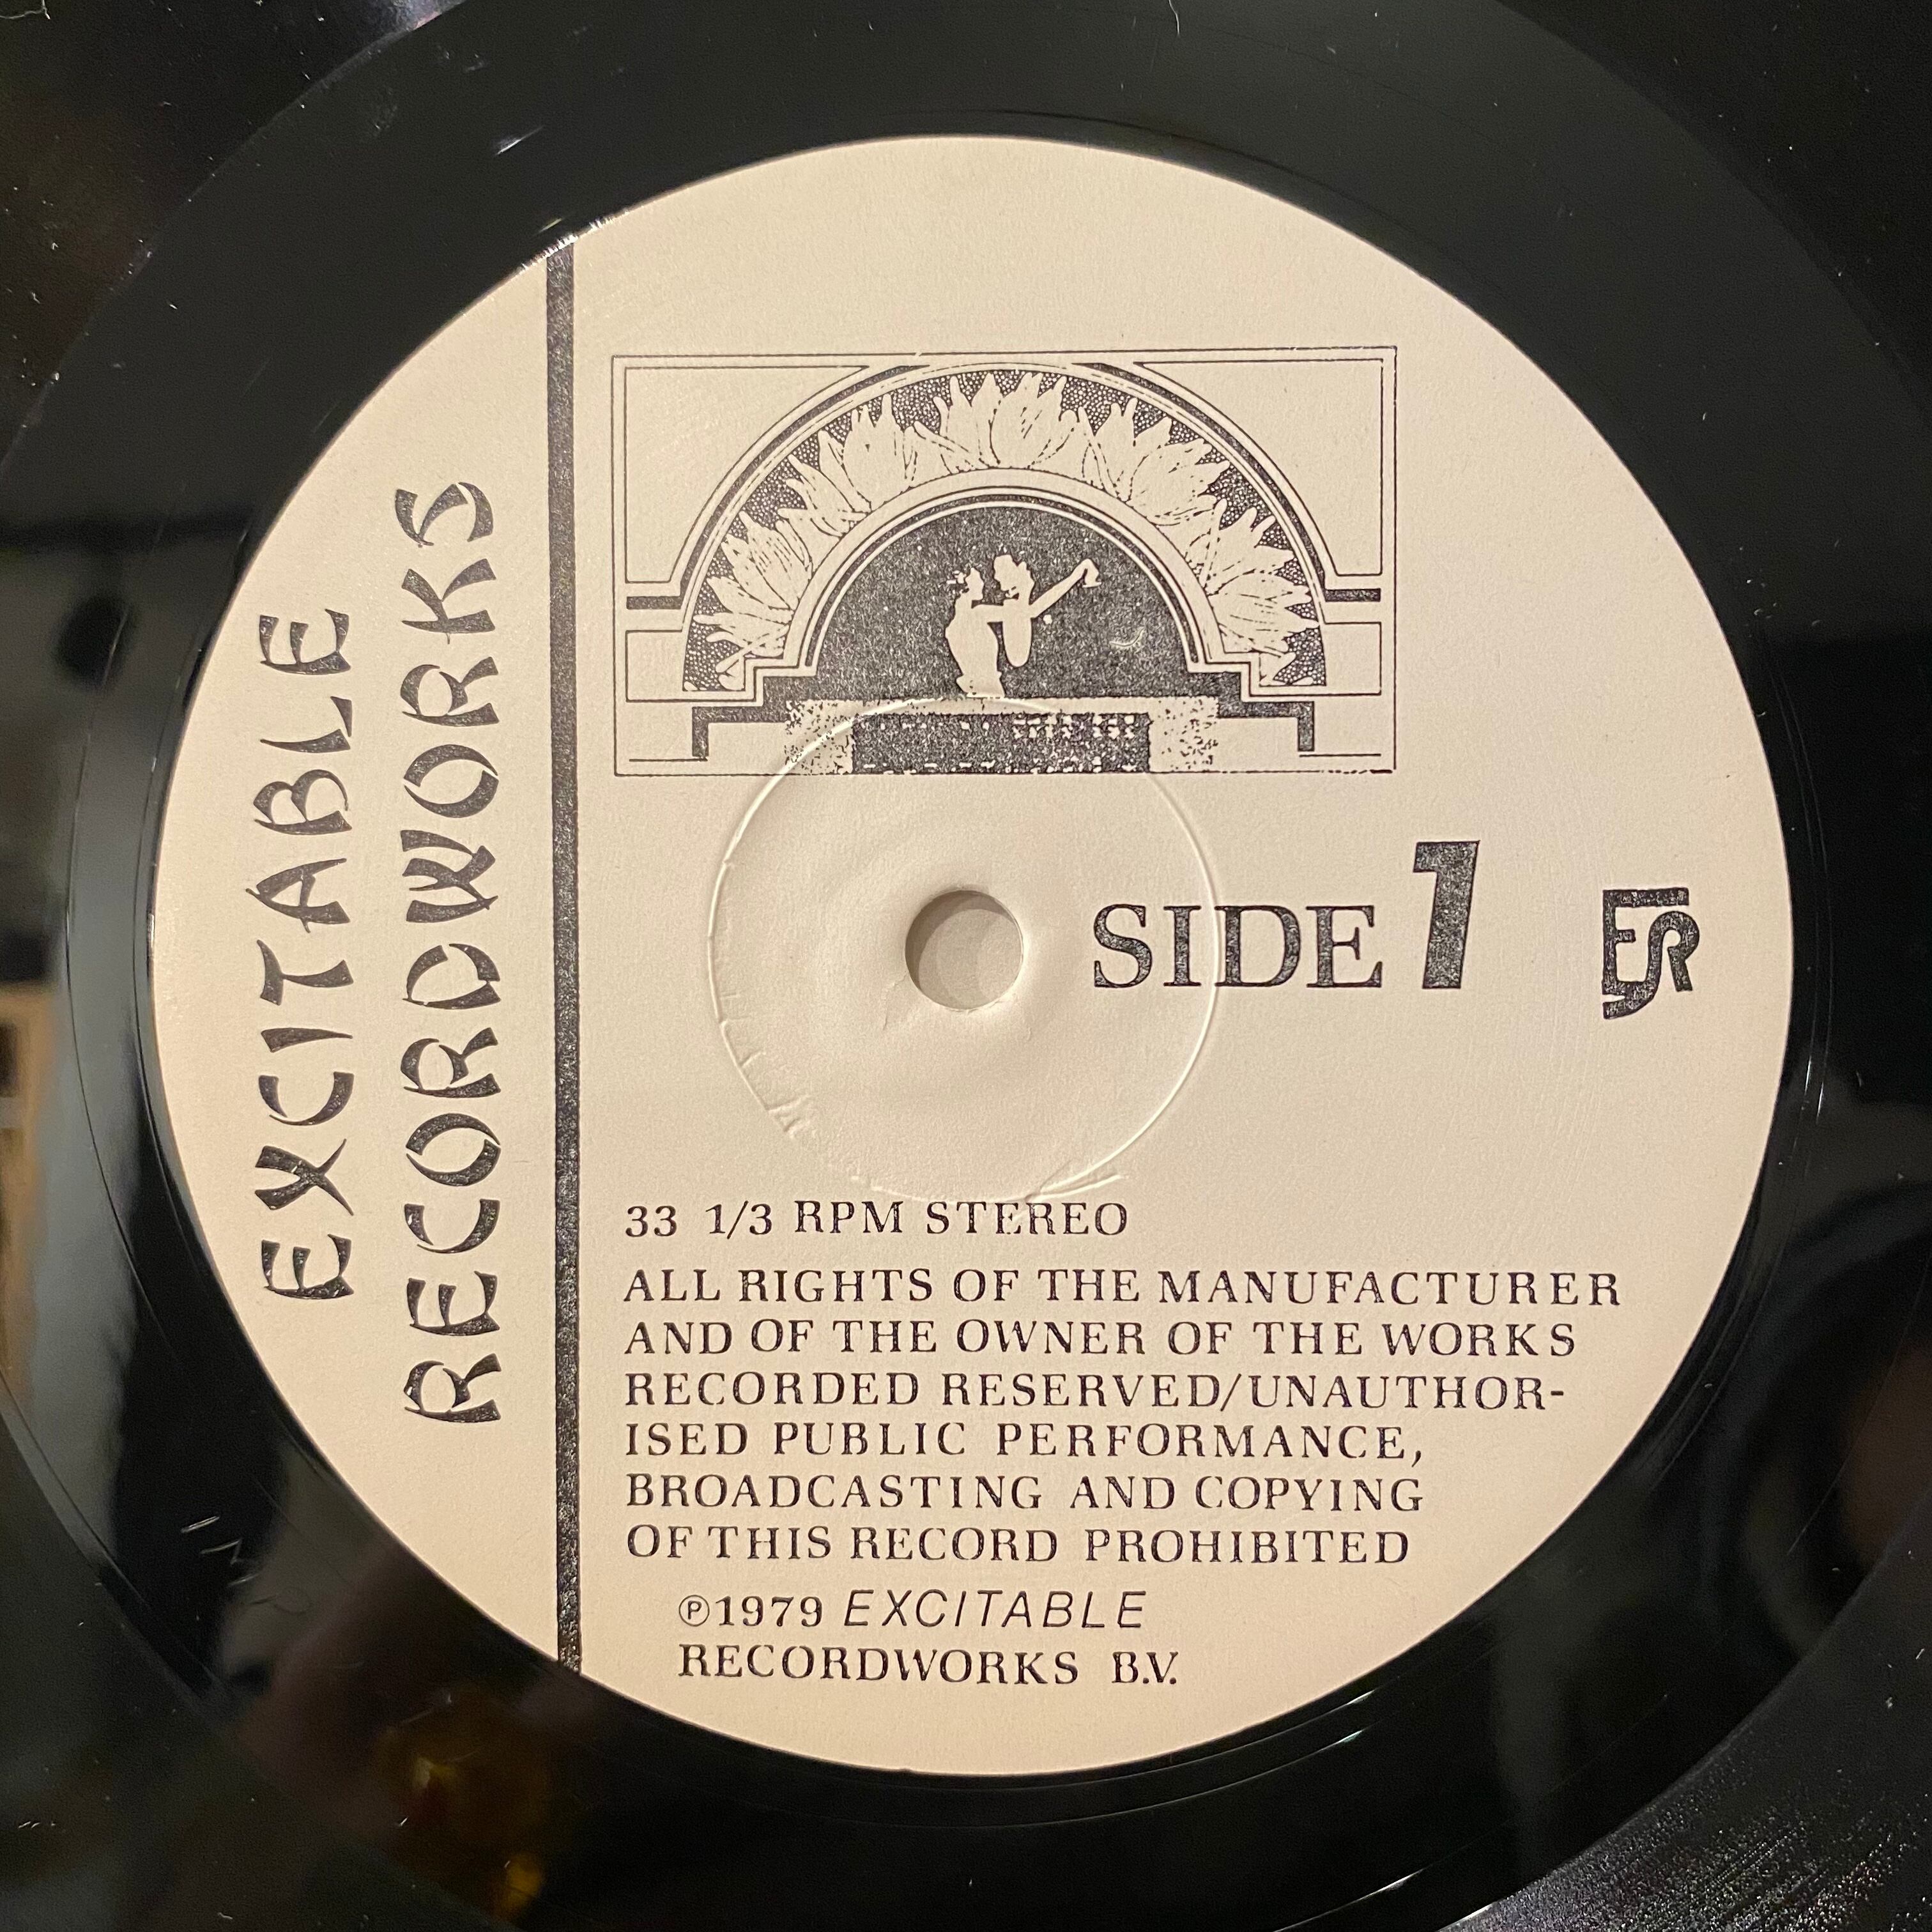 EXCITABLE
RECORDWORKS
SIDE 1
33 1/3 RPM STEREO
ALL RIGHTS OF THE MANUFACTURER
AND OF THE OWNER OF THE WORKS
RECORDED RESERVED/UNAUTHOR-
ISED PUBLIC PERFORMANCE,
BROADCASTING AND COPYING
OF THIS RECORD PROHIBITED
℗1979 EXCITABLE
RECORDWORKS B.V.